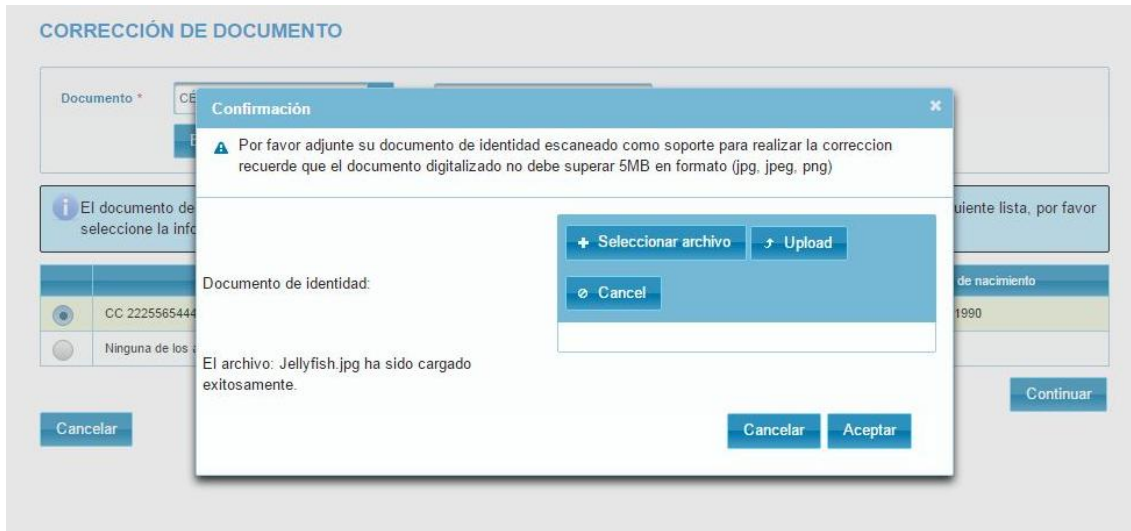 CORRECCIÓN DE DOCUMENTO
Documento *
Confirmación
Por favor adjunte su documento de identidad escaneado como soporte para realizar la correccion
recuerde que el documento digitalizado no debe superar 5MB en formato (jpg, jpeg, png)
El documento de
uiente lista, por favor
seleccione la
Seleccionar archivo
Upload
Documento de identidad:
Cancel
de nacimiento
CC 2225565444
1990
Ninguna de los
El archivo: Jellyfish.jpg ha sido cargado
exitosamente.
Continuar
Cancelar
Cancelar
Aceptar